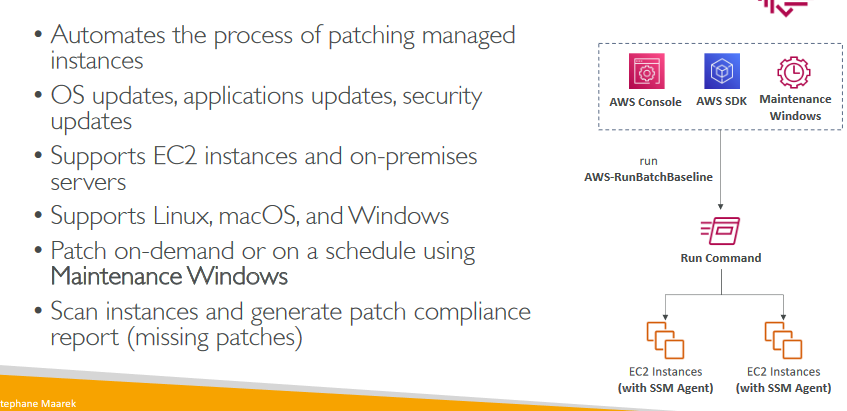 • Automates the process of patching managed
instances
• OS updates, applications updates, security
updates
• Supports EC2 instances and on-premises
servers
• Supports Linux, macOS, and Windows
• Patch on-demand or on a schedule using
Maintenance Windows
• Scan instances and generate patch compliance
report (missing patches)
AWS Console
AWS SDK
Maintenance
Windows
run
AWS-RunBatchBaseline
Run Command
EC2 Instances
(with SSM Agent)
EC2 Instances
(with SSM Agent)
tephane Maarek